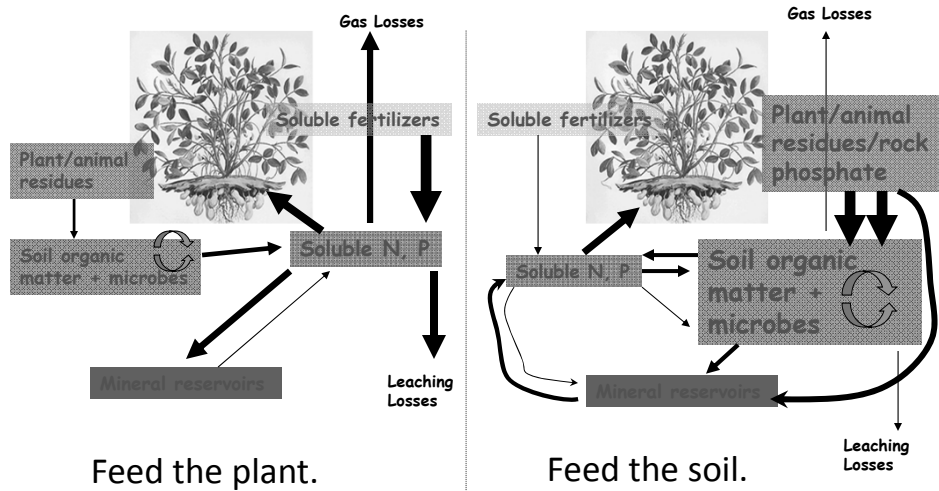 Gas Losses
Soluble fertilizers
Plant/animal
residues
Soil organic
matter + microbes
Soluble N, P
Mineral reservoirs
Leaching
Losses
Feed the plant.
Gas Losses
Soluble fertilizers
Plant/animal
residues/rock
phosphate
Soluble N, P
Soil organic
matter +
microbes
Mineral reservoirs
Leaching
Losses
Feed the soil.